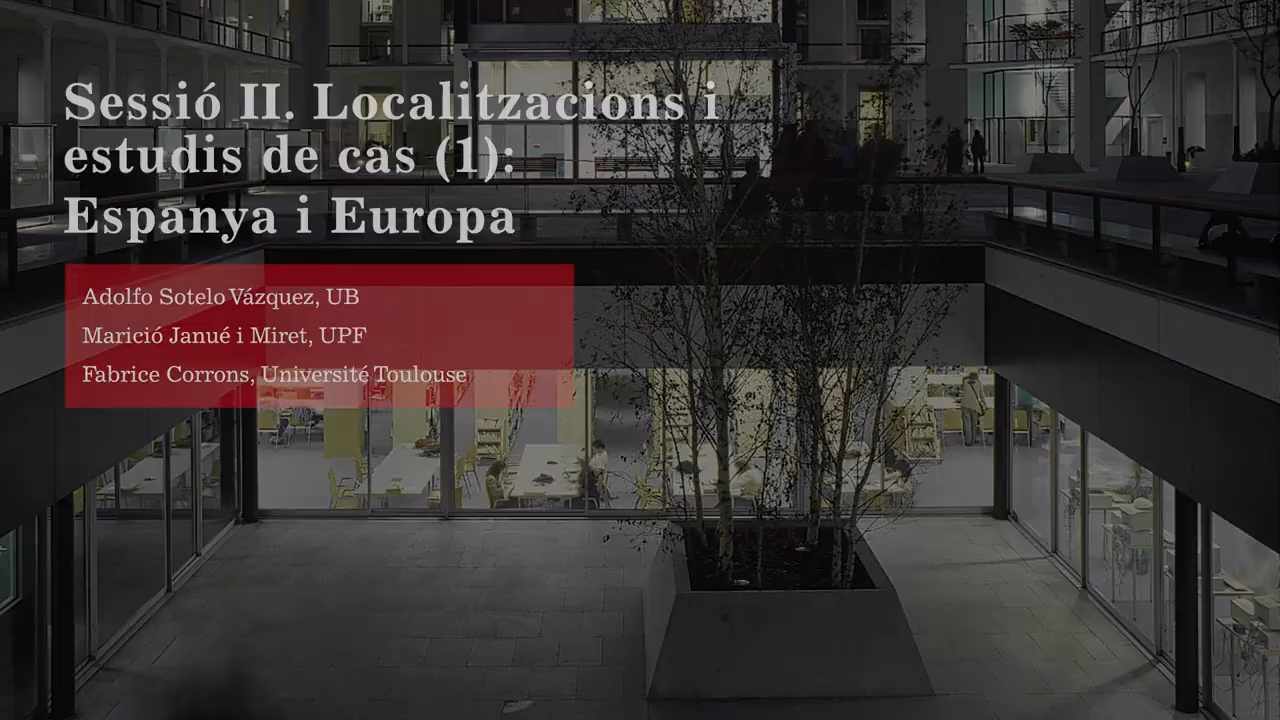 Sessió II. Localitzacions i
estudis de cas (1):
Espanya i Europa
Adolfo Sotelo Vázquez, UB
Marició Janué i Miret, UPF
Fabrice Corrons, Université Toulouse